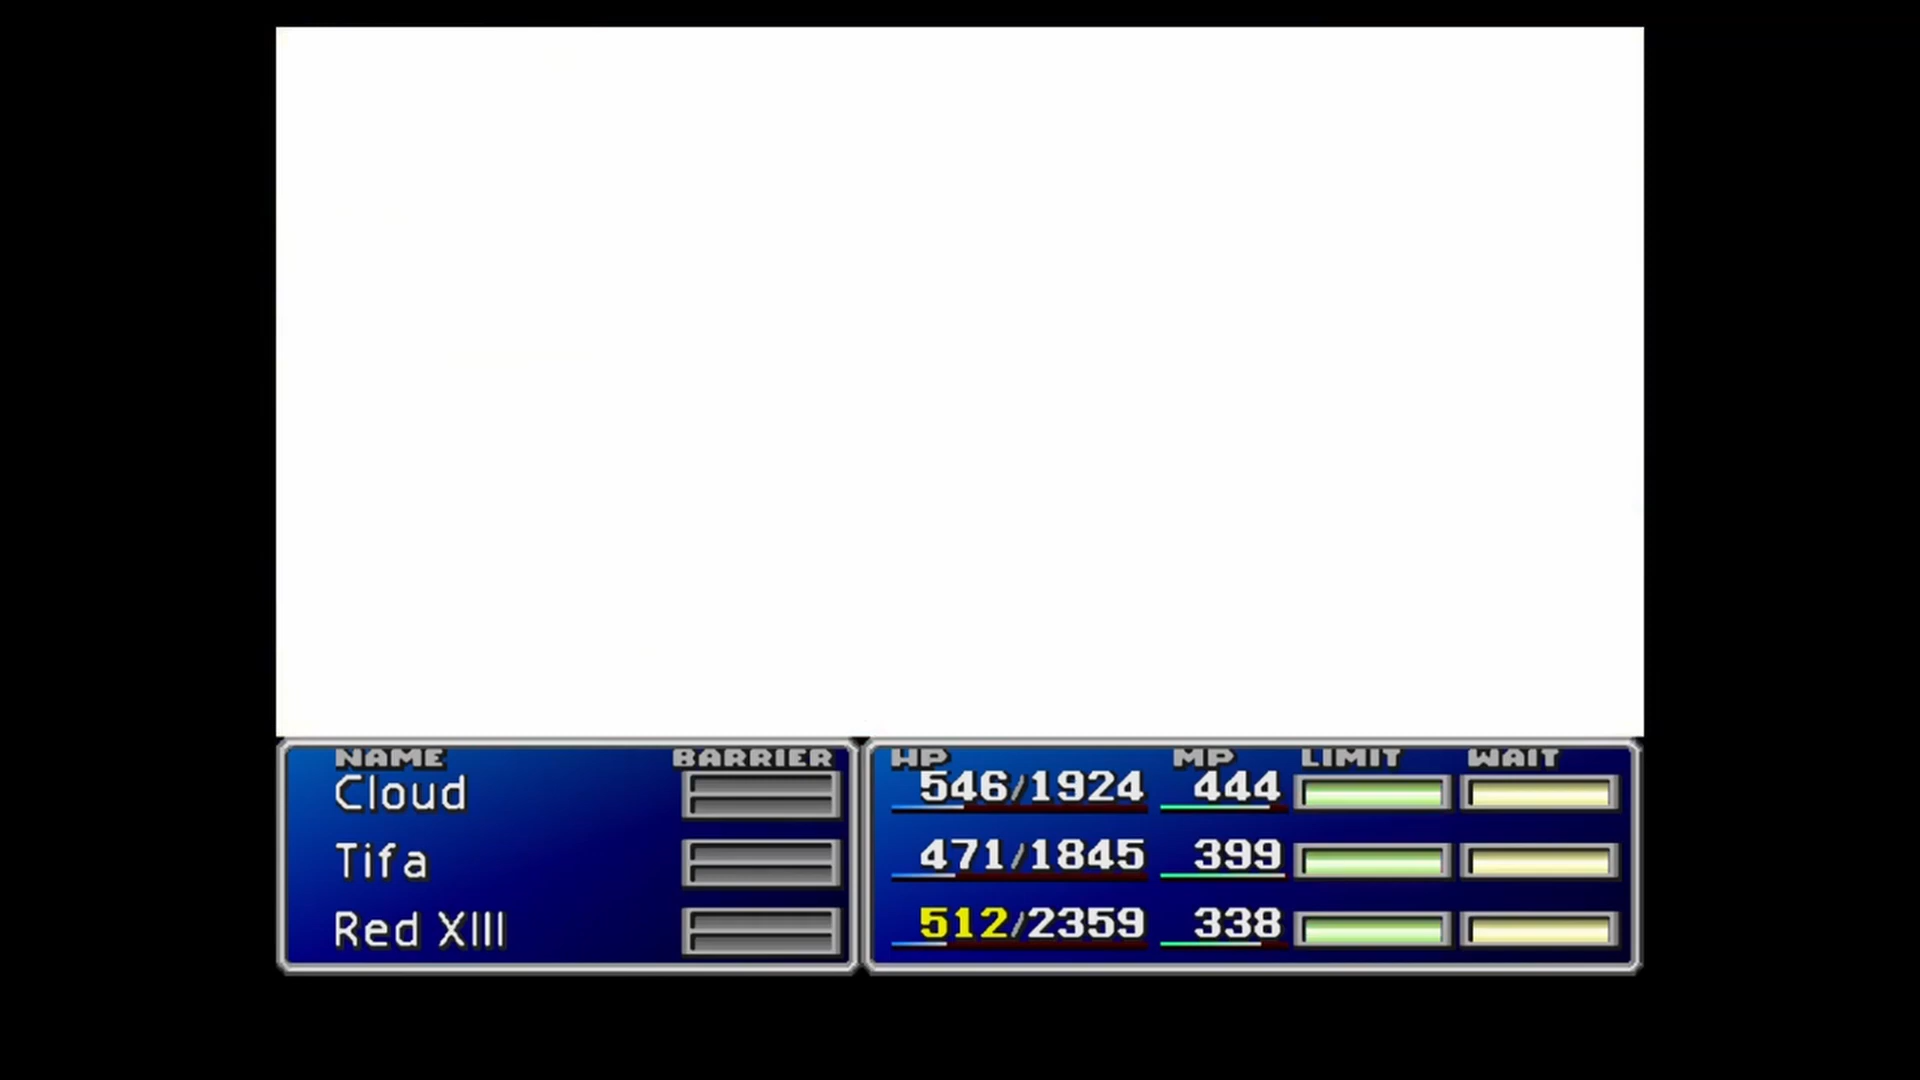 NAME BARRIER HP MP LIMIT WAIT
Cloud 546/1924 444
Tifa 471/1845 399
Red XIII 512/2359 338